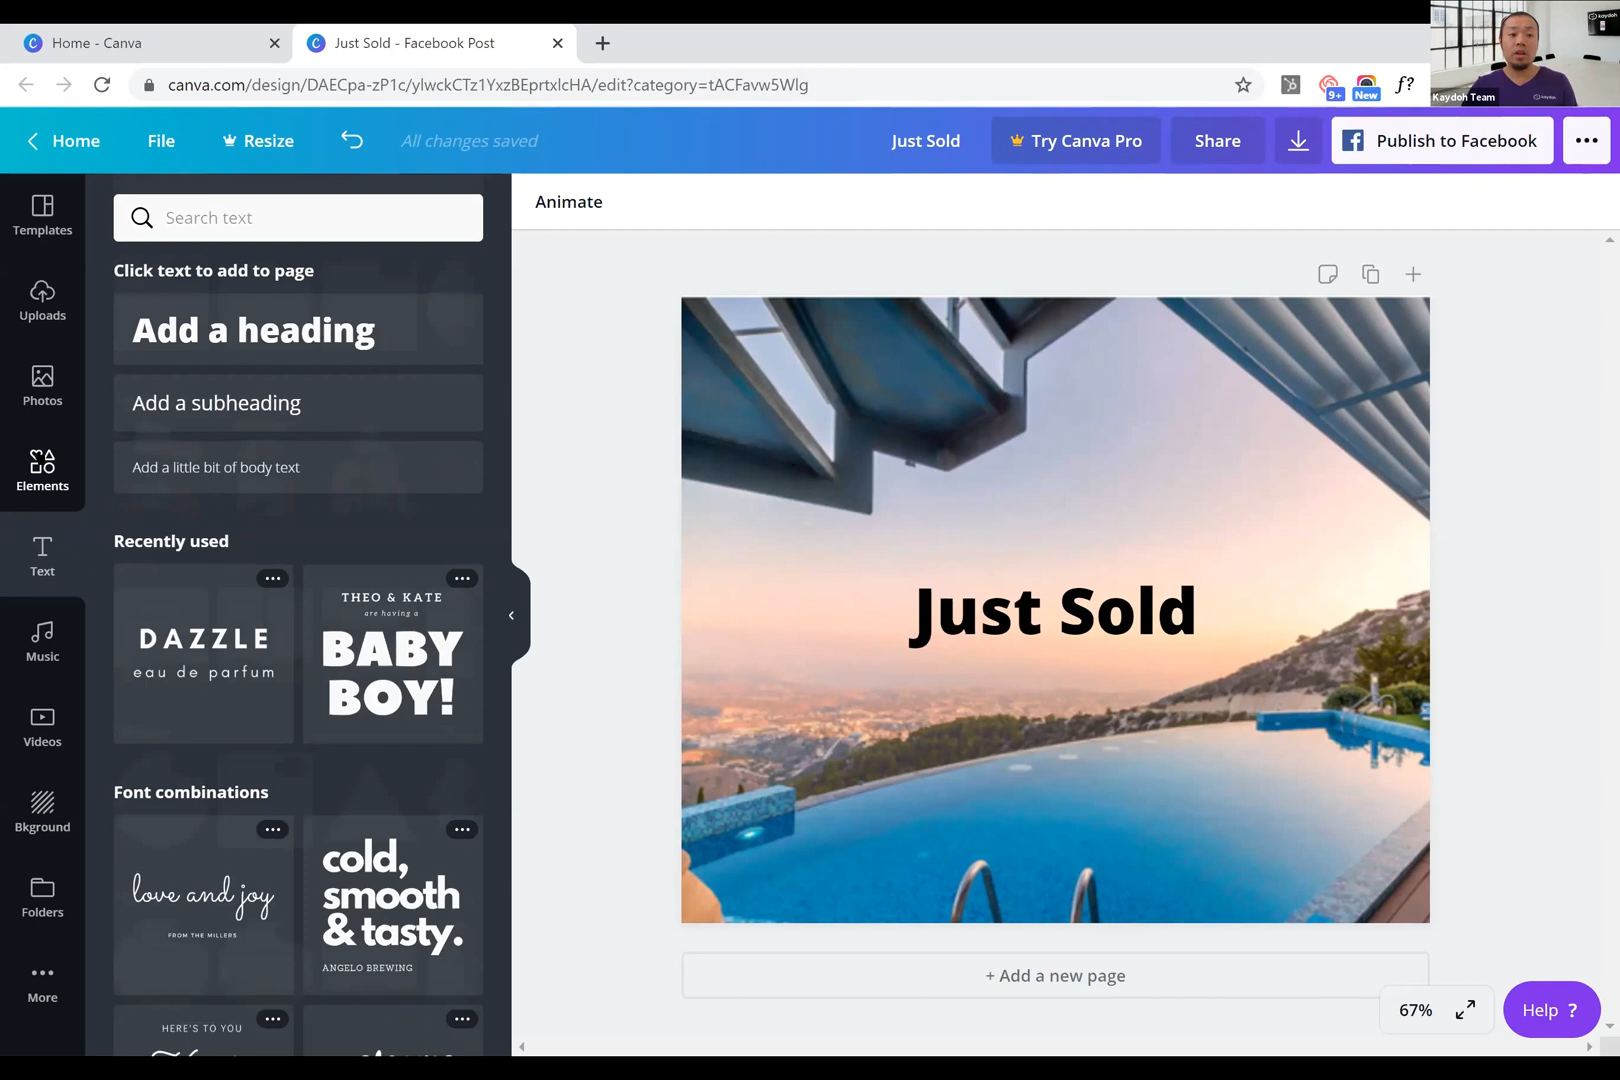 Home - Canva
Just Sold - Facebook Post
canva.com/design/DAECpa-zP1c/ylwckCTz1YxzBEprtxlcHA/edit?category=tACFavw5Wlg
9+
New
f?
kaydoh
Kaydoh Team
Home
File
Resize
All changes saved
Just Sold
Try Canva Pro
Share
Publish to Facebook
Templates
Uploads
Photos
Elements
Text
Music
Videos
Bkground
Folders
More
Search text
Click text to add to page
Add a heading
Add a subheading
Add a little bit of body text
Recently used
DAZZLE
eau de parfum
THEO & KATE
are having a
BABY
BOY!
Font combinations
love and joy
FROM THE MILLERS
cold,
smooth
& tasty.
ANGELO BREWING
HERE'S TO YOU
Animate
Just Sold
+ Add a new page
67%
Help ?